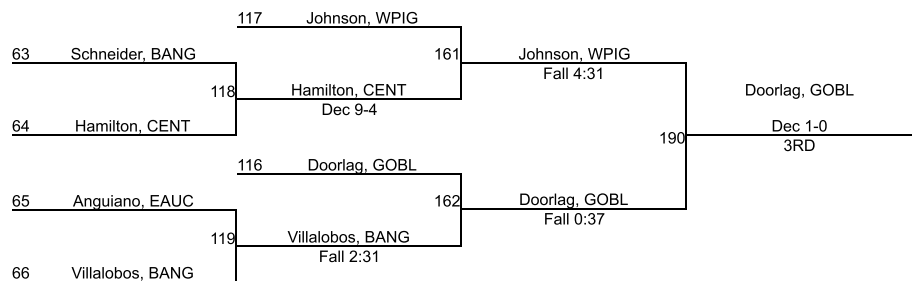 117 Johnson, WPIG
63 Schneider, BANG
161 Johnson, WPIG
Fall 4:31
118 Hamilton, CENT
Dec 9-4
Doorlag, GOBL
64 Hamilton, CENT
190 Dec 1-0
3RD
116 Doorlag, GOBL
65 Anguiano, EAUC
162 Doorlag, GOBL
Fall 0:37
119 Villalobos, BANG
Fall 2:31
66 Villalobos, BANG